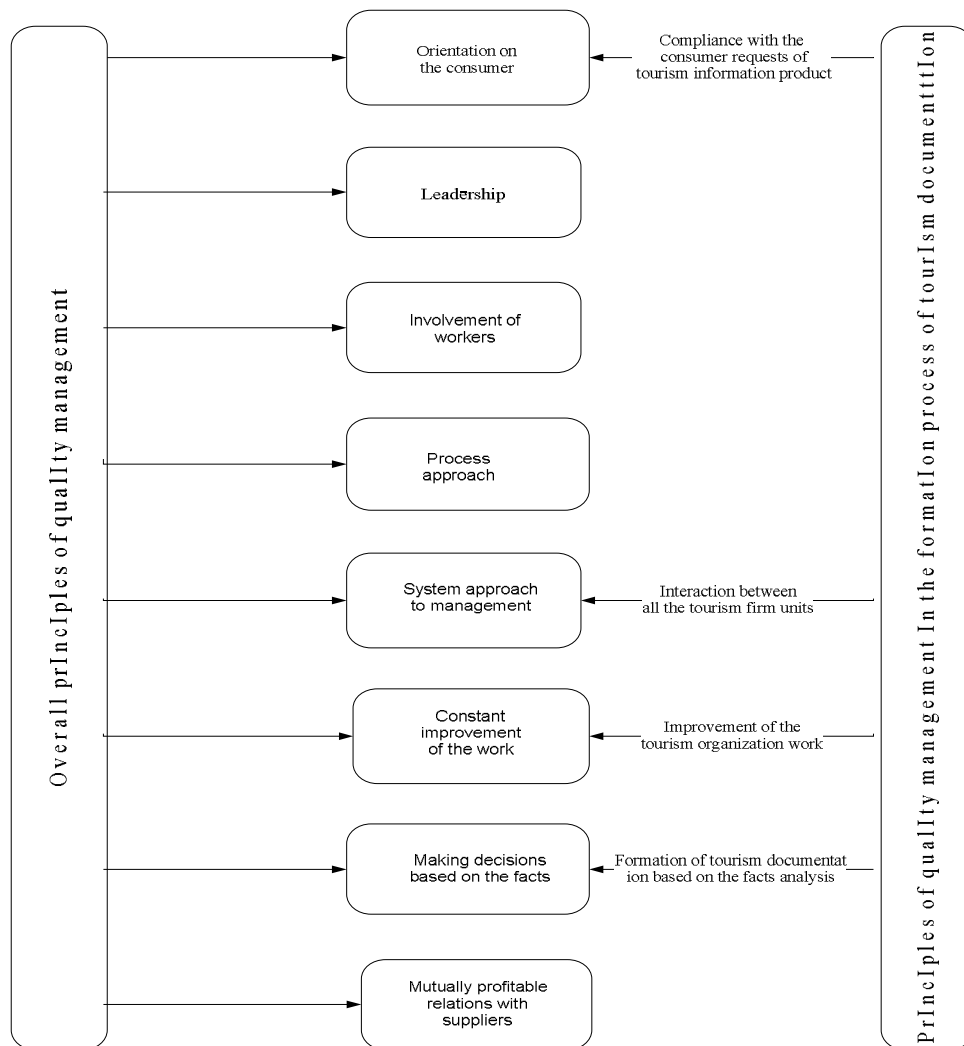 Overall prIncIples of qualIty management
Orientation on
the consumer
Compliance with the
consumer requests of
tourism information product
Leadership
Involvement of
workers
Process
approach
System approach
to management
Interaction between
all the tourism firm units
Constant
improvement
of the work
Improvement of the
tourism organization work
Making decisions
based on the facts
Formation of tourism documentat
ion based on the facts analysis
Mutually profitable
relations with
suppliers
PrIncIples of qualIty management In the formatIon process of tourIsm documentttIon